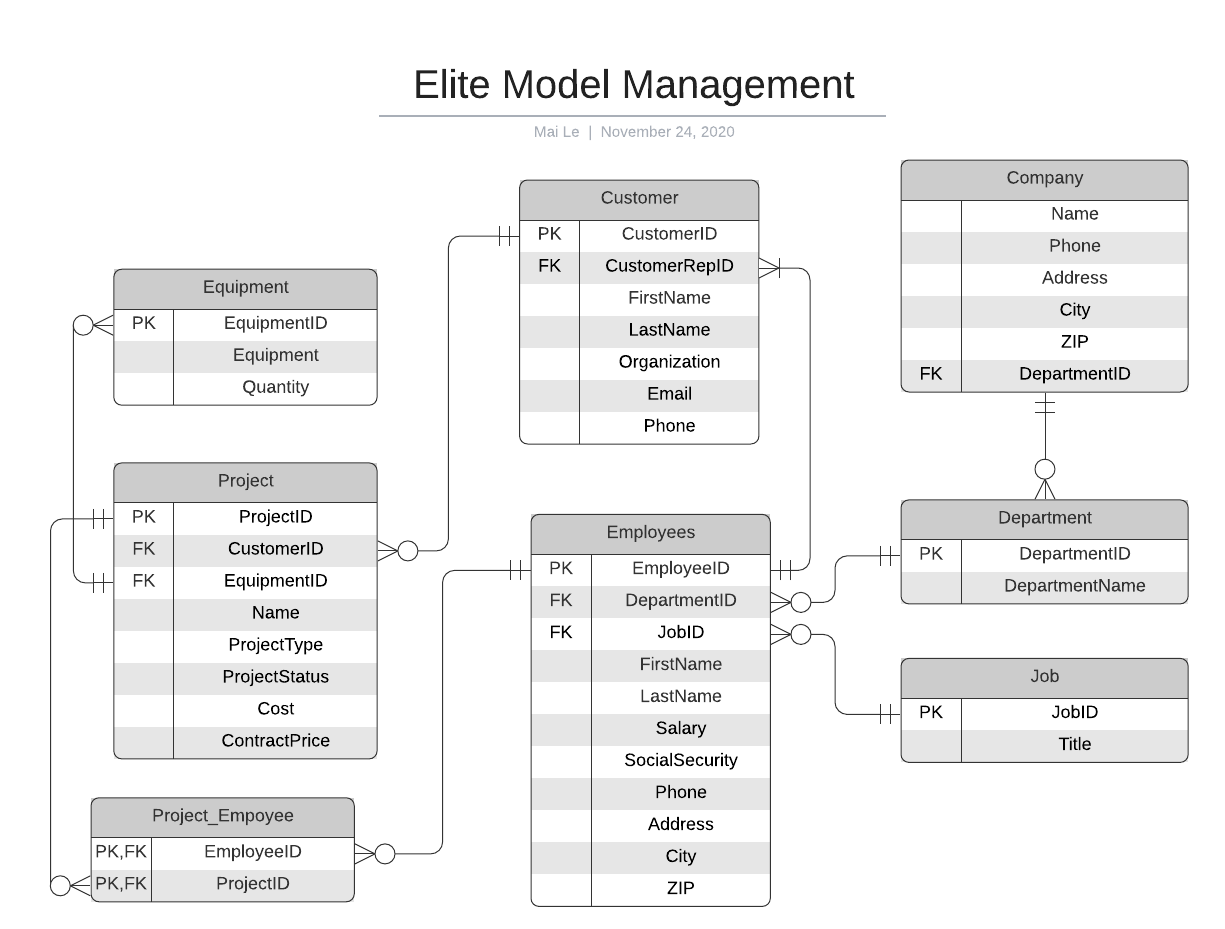 Elite Model Management
Mai Le | November 24, 2020
Equipment
PK EquipmentID
Equipment
Quantity
Project
PK ProjectID
FK CustomerID
FK EquipmentID
Name
ProjectType
ProjectStatus
Cost
ContractPrice
Project_Empoyee
PK,FK EmployeeID
PK,FK ProjectID
Customer
PK CustomerID
FK CustomerRepID
FirstName
LastName
Organization
Email
Phone
Employees
PK EmployeeID
FK DepartmentID
FK JobID
FirstName
LastName
Salary
SocialSecurity
Phone
Address
City
ZIP
Company
Name
Phone
Address
City
ZIP
FK DepartmentID
Department
PK DepartmentID
DepartmentName
Job
PK JobID
Title